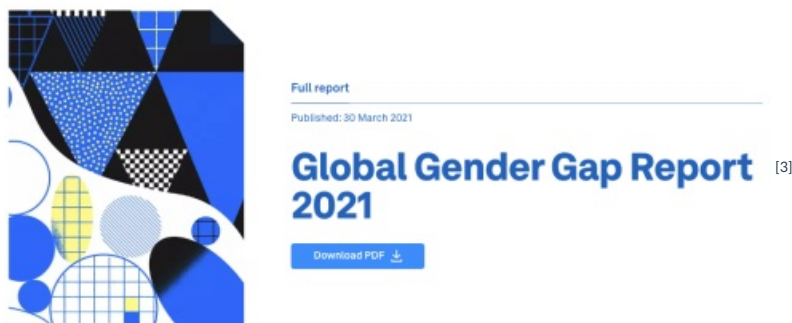 Full report
Published: 30 March 2021
Global Gender Gap Report [3]
2021
Download PDF